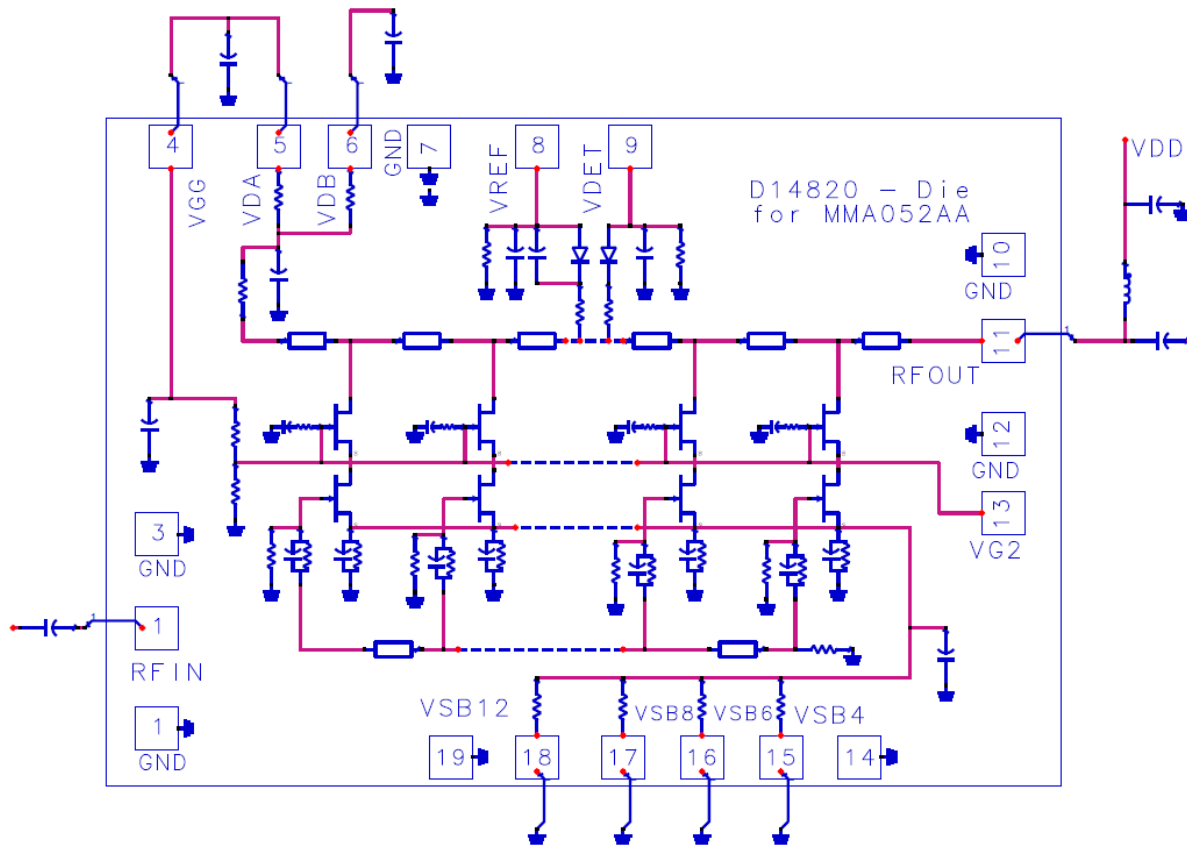 4
5
6
GND
7
8
9
VGG
VDA
VDB
VREF
VDET
D14820 - Die
for MMA052AA
VDD
10
GND
11
RFOUT
12
GND
13
VG2
3
GND
1
RFIN
1
GND
VSB12
VSB8
VSB6
VSB4
19
18
17
16
15
14